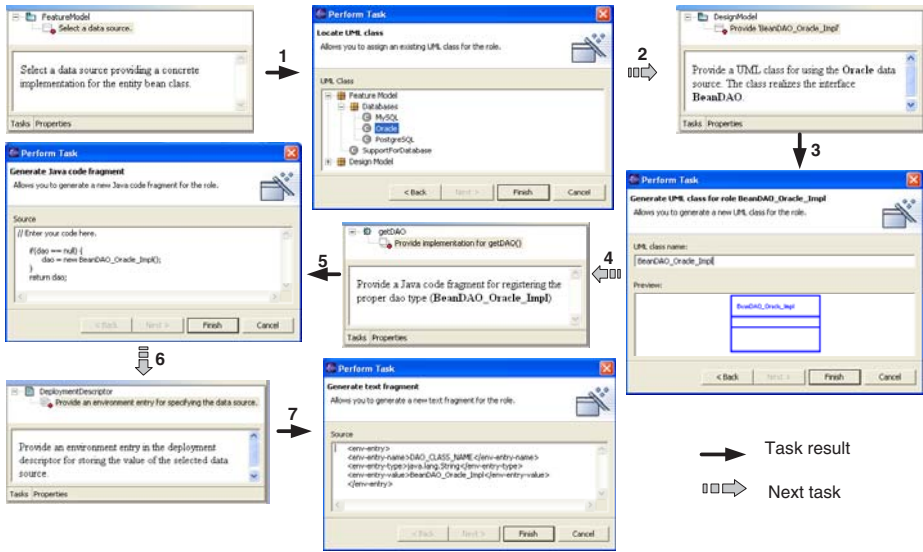 FeatureModel
Select a data source.
Select a data source providing a concrete
implementation for the entity bean class.
Tasks Properties
1
Perform Task
Locate UML class
Allows you to assign an existing UML class for the role.
UML Class
Feature Model
Databases
MySQL
Oracle
PostgreSQL
SupportForDatabase
Design Model
< Back
Next >
Finish
Cancel
2
DesignModel
Provide 'BeanDAO_Oracle_Impl'
Provide a UML class for using the Oracle data
source. The class realizes the interface
BeanDAO.
Tasks Properties
3
Perform Task
Generate UML class for role BeanDAO_Oracle_Impl
Allows you to generate a new UML class for the role.
UML class name:
BeanDAO_Oracle_Impl
Preview:
BeanDAO_Oracle_Impl
< Back
Next >
Finish
Cancel
4
getDAO
Provide implementation for getDAO()
Provide a Java code fragment for registering the
proper dao type (BeanDAO_Oracle_Impl)
Tasks Properties
5
Perform Task
Generate Java code fragment
Allows you to generate a new Java code fragment for the role.
Source
// Enter your code here.
if(dao == null) {
dao = new BeanDAO_Oracle_Impl();
}
return dao;
< Back
Next >
Finish
Cancel
6
DeploymentDescriptor
Provide an environment entry for specifying the data source.
Provide an environment entry in the deployment
descriptor for storing the value of the selected data
source.
Tasks Properties
7
Perform Task
Generate text fragment
Allows you to generate a new text fragment for the role.
Source
<env-entry>
<env-entry-name>DAO_CLASS_NAME</env-entry-name>
<env-entry-type>java.lang.String</env-entry-type>
<env-entry-value>BeanDAO_Oracle_Impl</env-entry-value>
</env-entry>
< Back
Next >
Finish
Cancel
Task result
Next task